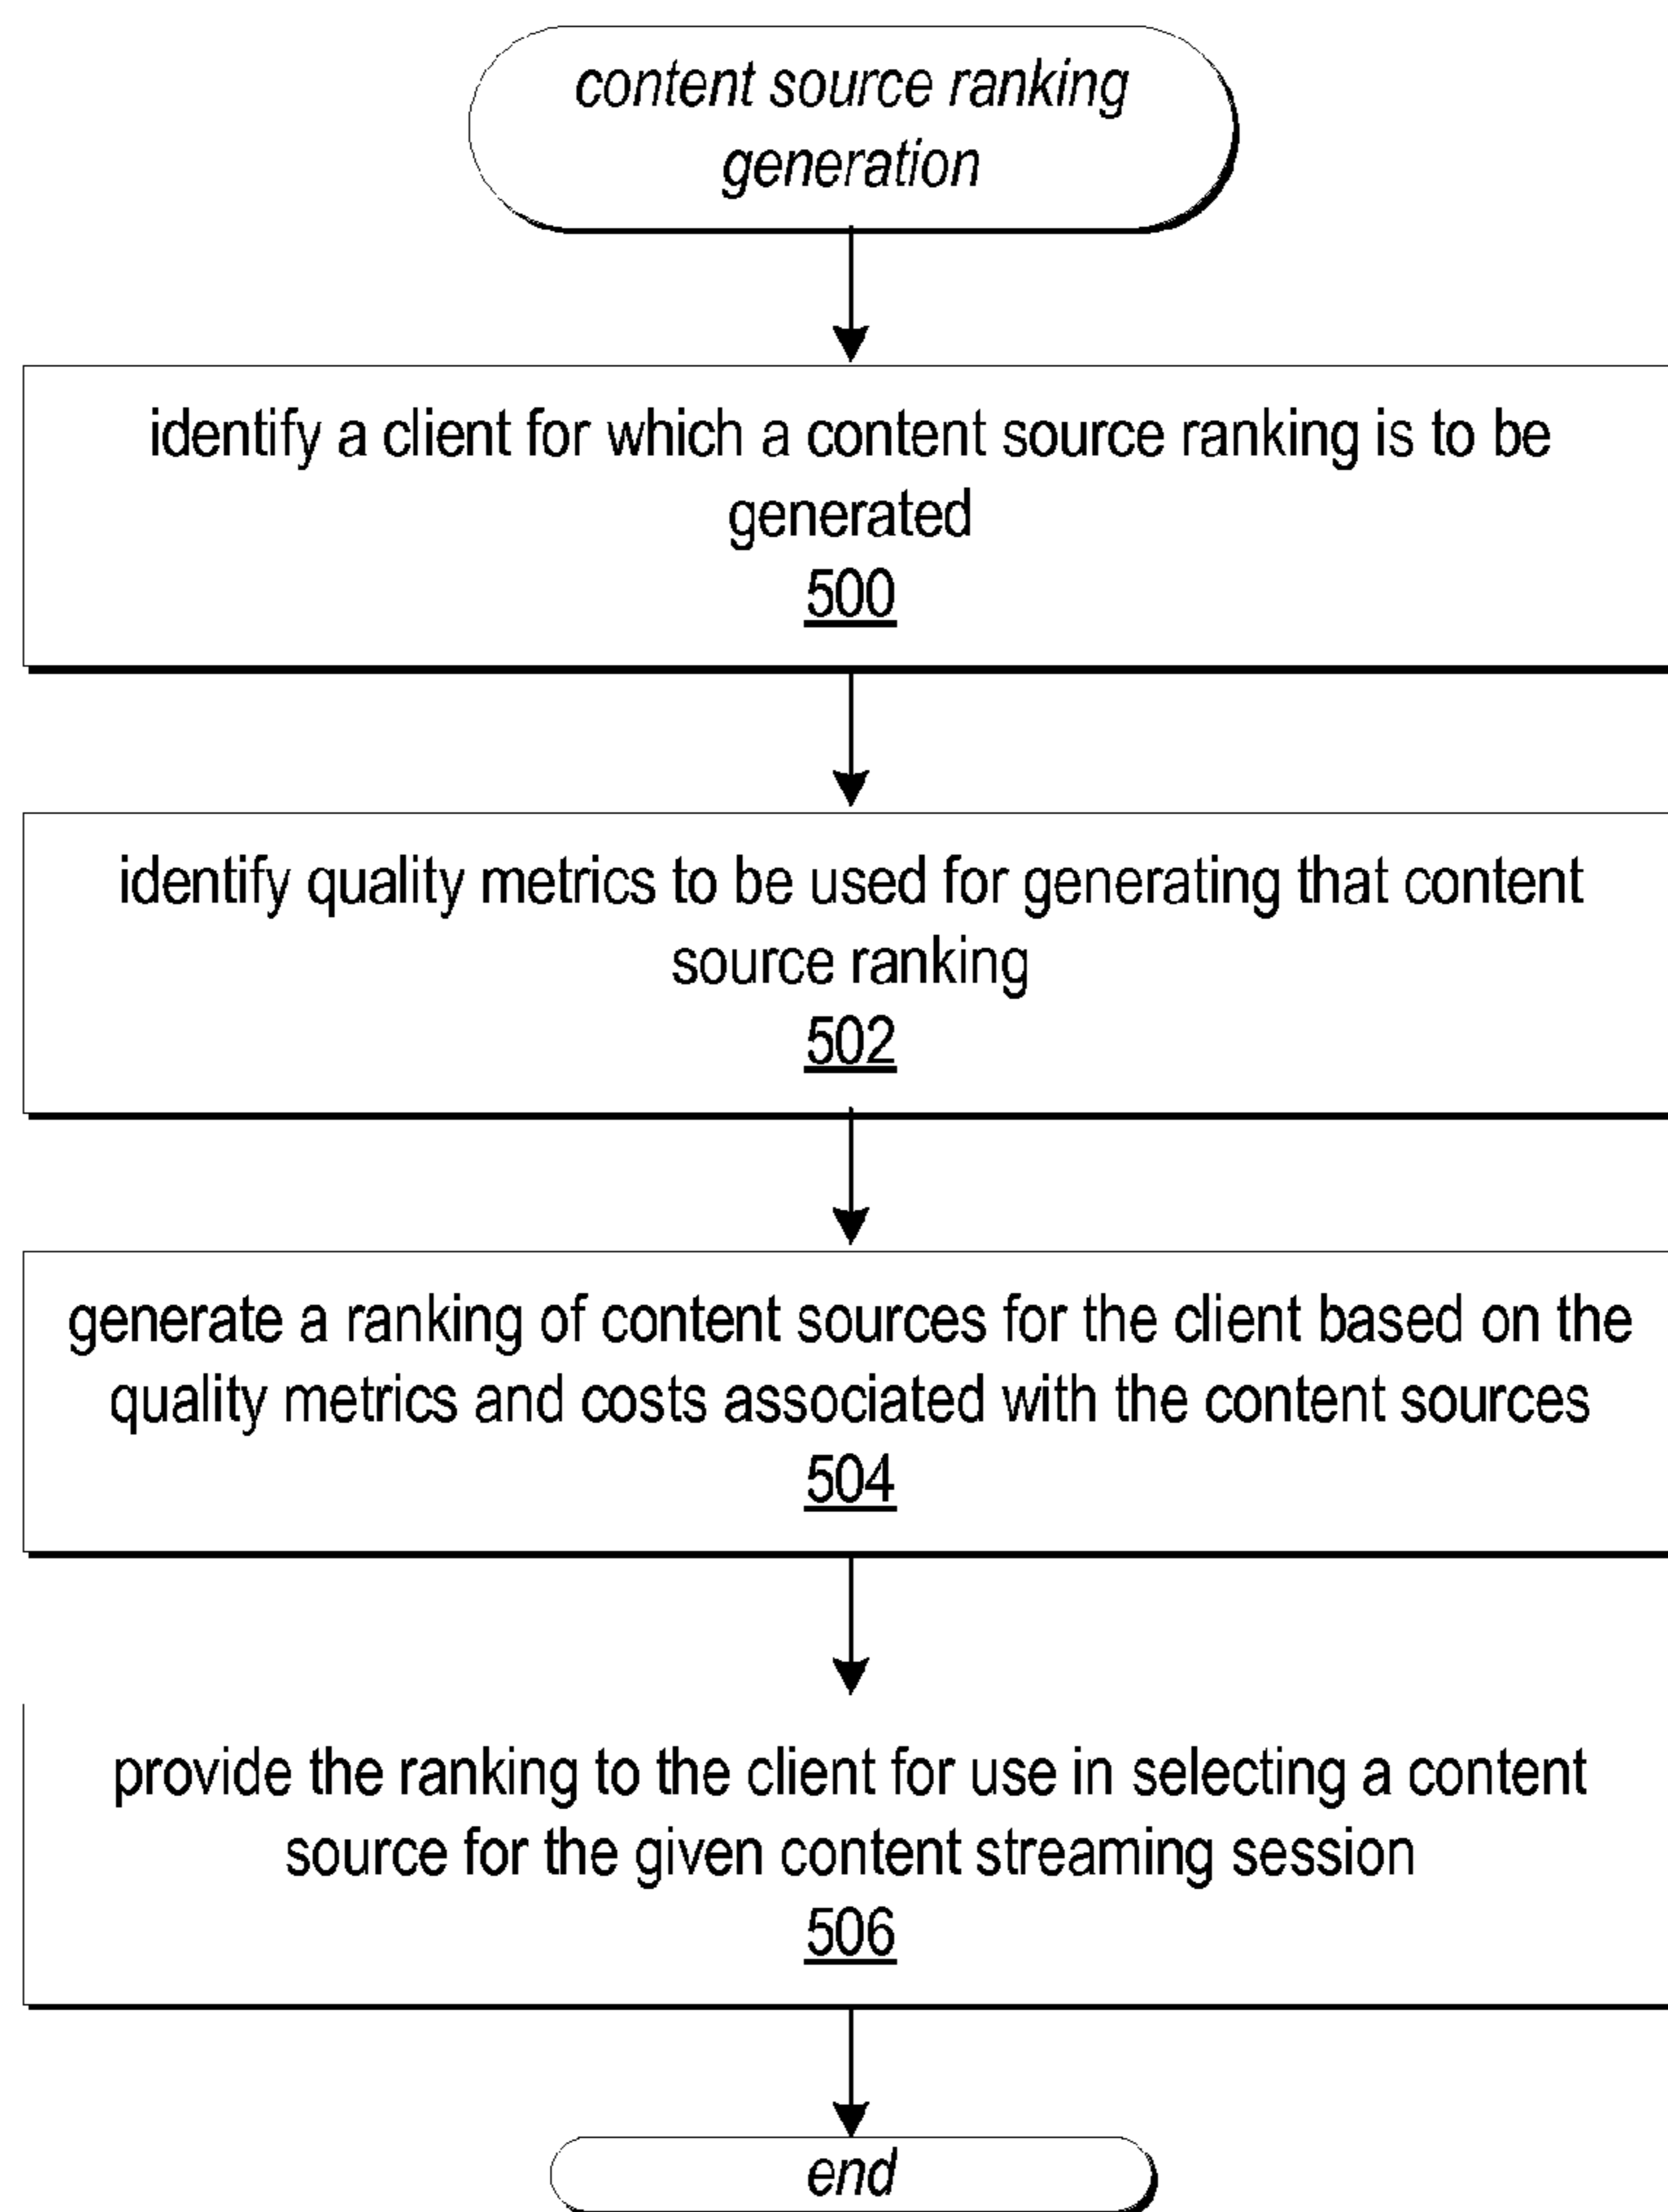 content source ranking
generation
identify a client for which a content source ranking is to be
generated
500
identify quality metrics to be used for generating that content
source ranking
502
generate a ranking of content sources for the client based on the
quality metrics and costs associated with the content sources
504
provide the ranking to the client for use in selecting a content
source for the given content streaming session
506
end